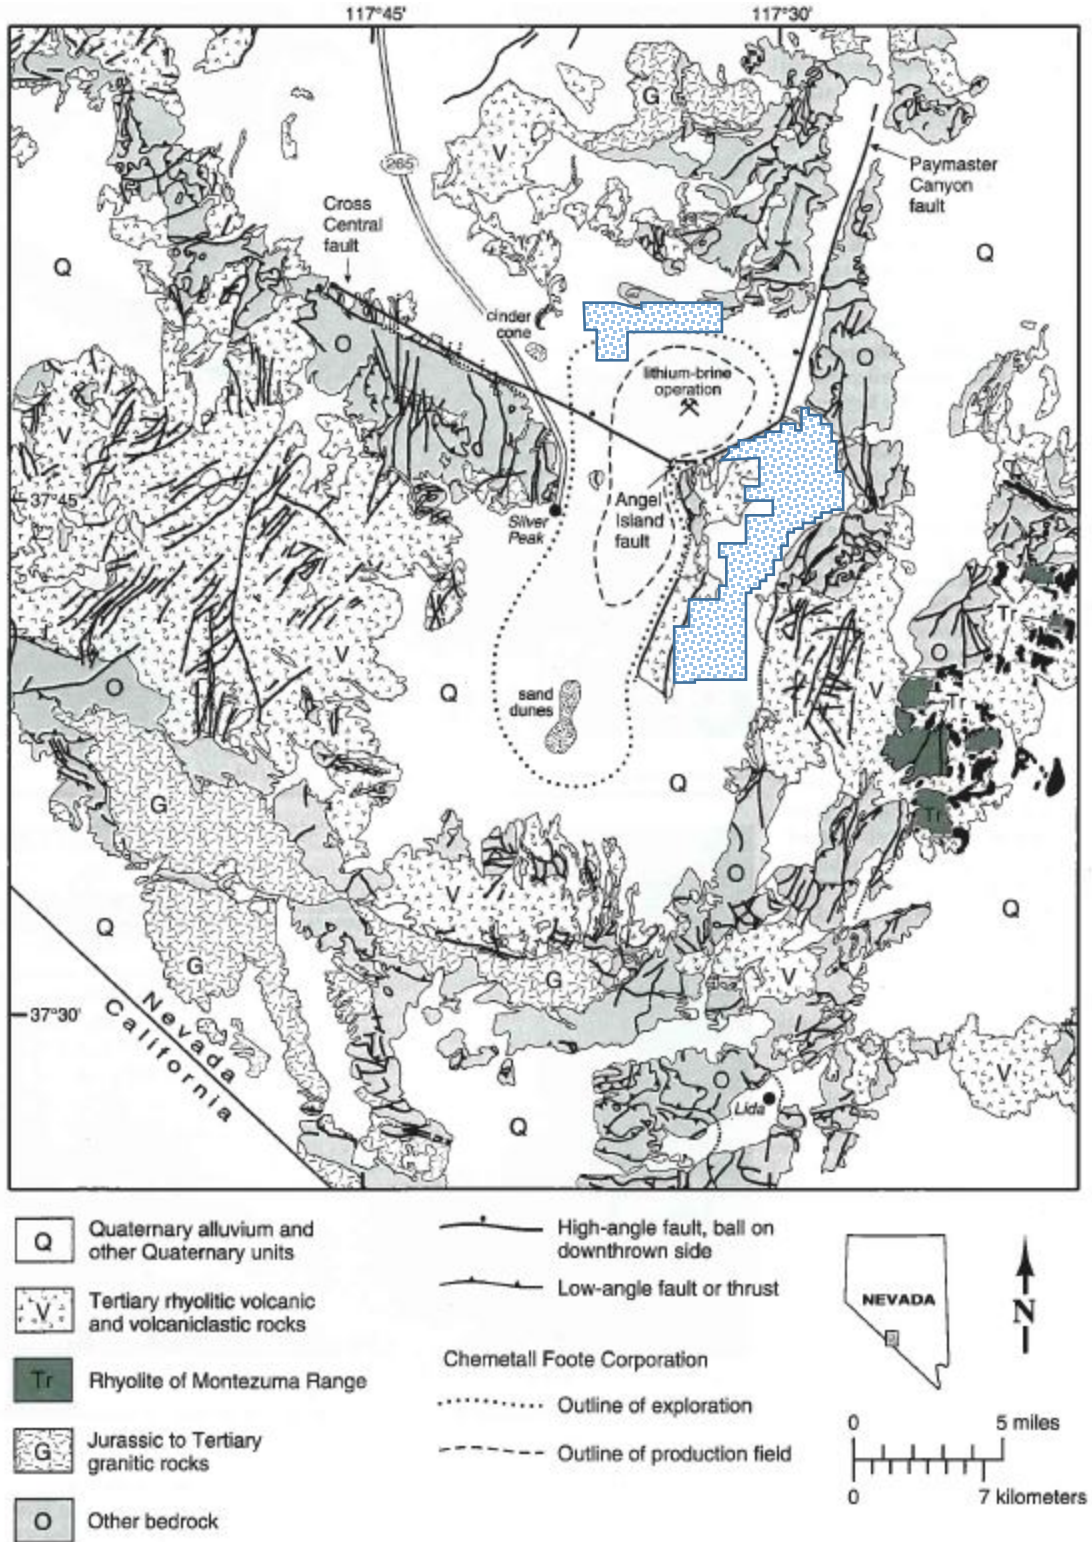 117°45'
117°30'
G
V
265
Paymaster
Canyon
fault
Cross
Central
fault
Q
Q
cinder
cone
O
O
lithium-brine
operation
V
37°45'
Silver
Peak
Angel
Island
fault
Tr
O
V
O
Q
V
Tr
sand
dunes
Q
G
Tr
V
O
Q
Q
G
G
V
37°30'
Nevada
California
V
O
Lida
Q
Q
Quaternary alluvium and
other Quaternary units
V
Tertiary rhyolitic volcanic
and volcaniclastic rocks
Tr
Rhyolite of Montezuma Range
G
Jurassic to Tertiary
granitic rocks
O
Other bedrock
High-angle fault, ball on
downthrown side
Low-angle fault or thrust
Chemetall Foote Corporation
Outline of exploration
Outline of production field
NEVADA
N
0
5 miles
0
7 kilometers